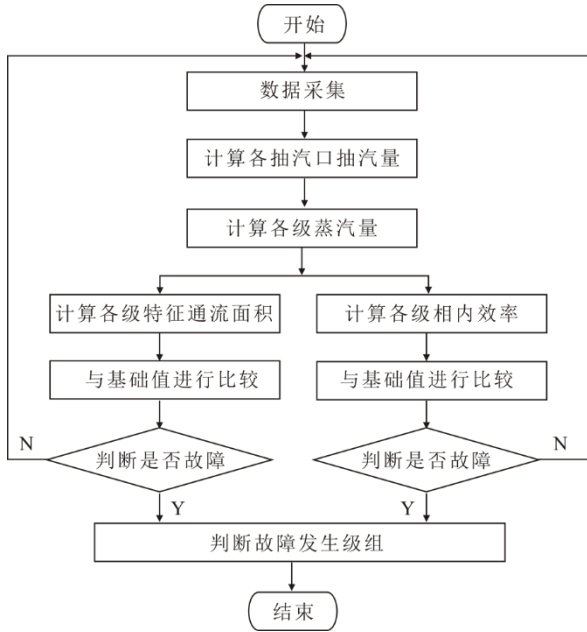 开始
数据采集
计算各抽汽口抽汽量
计算各级蒸汽量
计算各级特征通流面积
计算各级相内效率
与基础值进行比较
与基础值进行比较
N
判断是否故障
判断是否故障
N
Y
Y
判断故障发生级组
结束